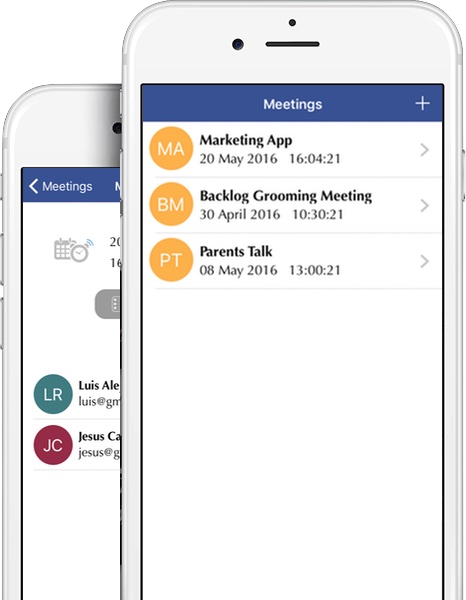 Meetings
MA
Marketing App
20 May 2016 16:04:21
BM
Backlog Grooming Meeting
30 April 2016 10:30:21
PT
Parents Talk
08 May 2016 13:00:21
Meetings
LR
Luis Ale
luis@gm
JC
Jesus Ca
jesus@g